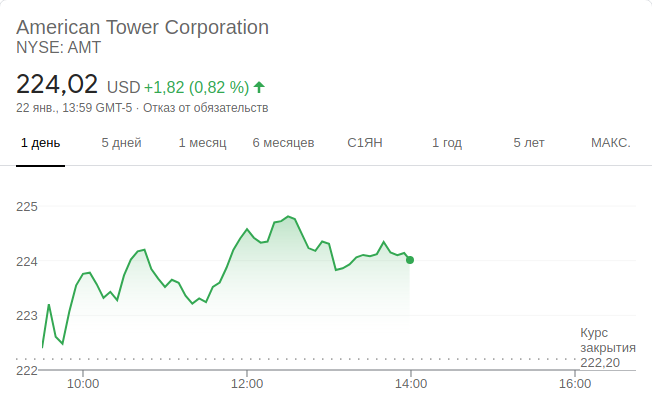 American Tower Corporation
NYSE: AMT
224,02 USD +1,82 (0,82 %)
22 янв., 13:59 GMT-5 · Отказ от обязательств
1 день 5 дней 1 месяц 6 месяцев С1ЯН 1 год 5 лет МАКС.
225
224
223
Курс
закрытия
222,20
222
10:00 12:00 14:00 16:00